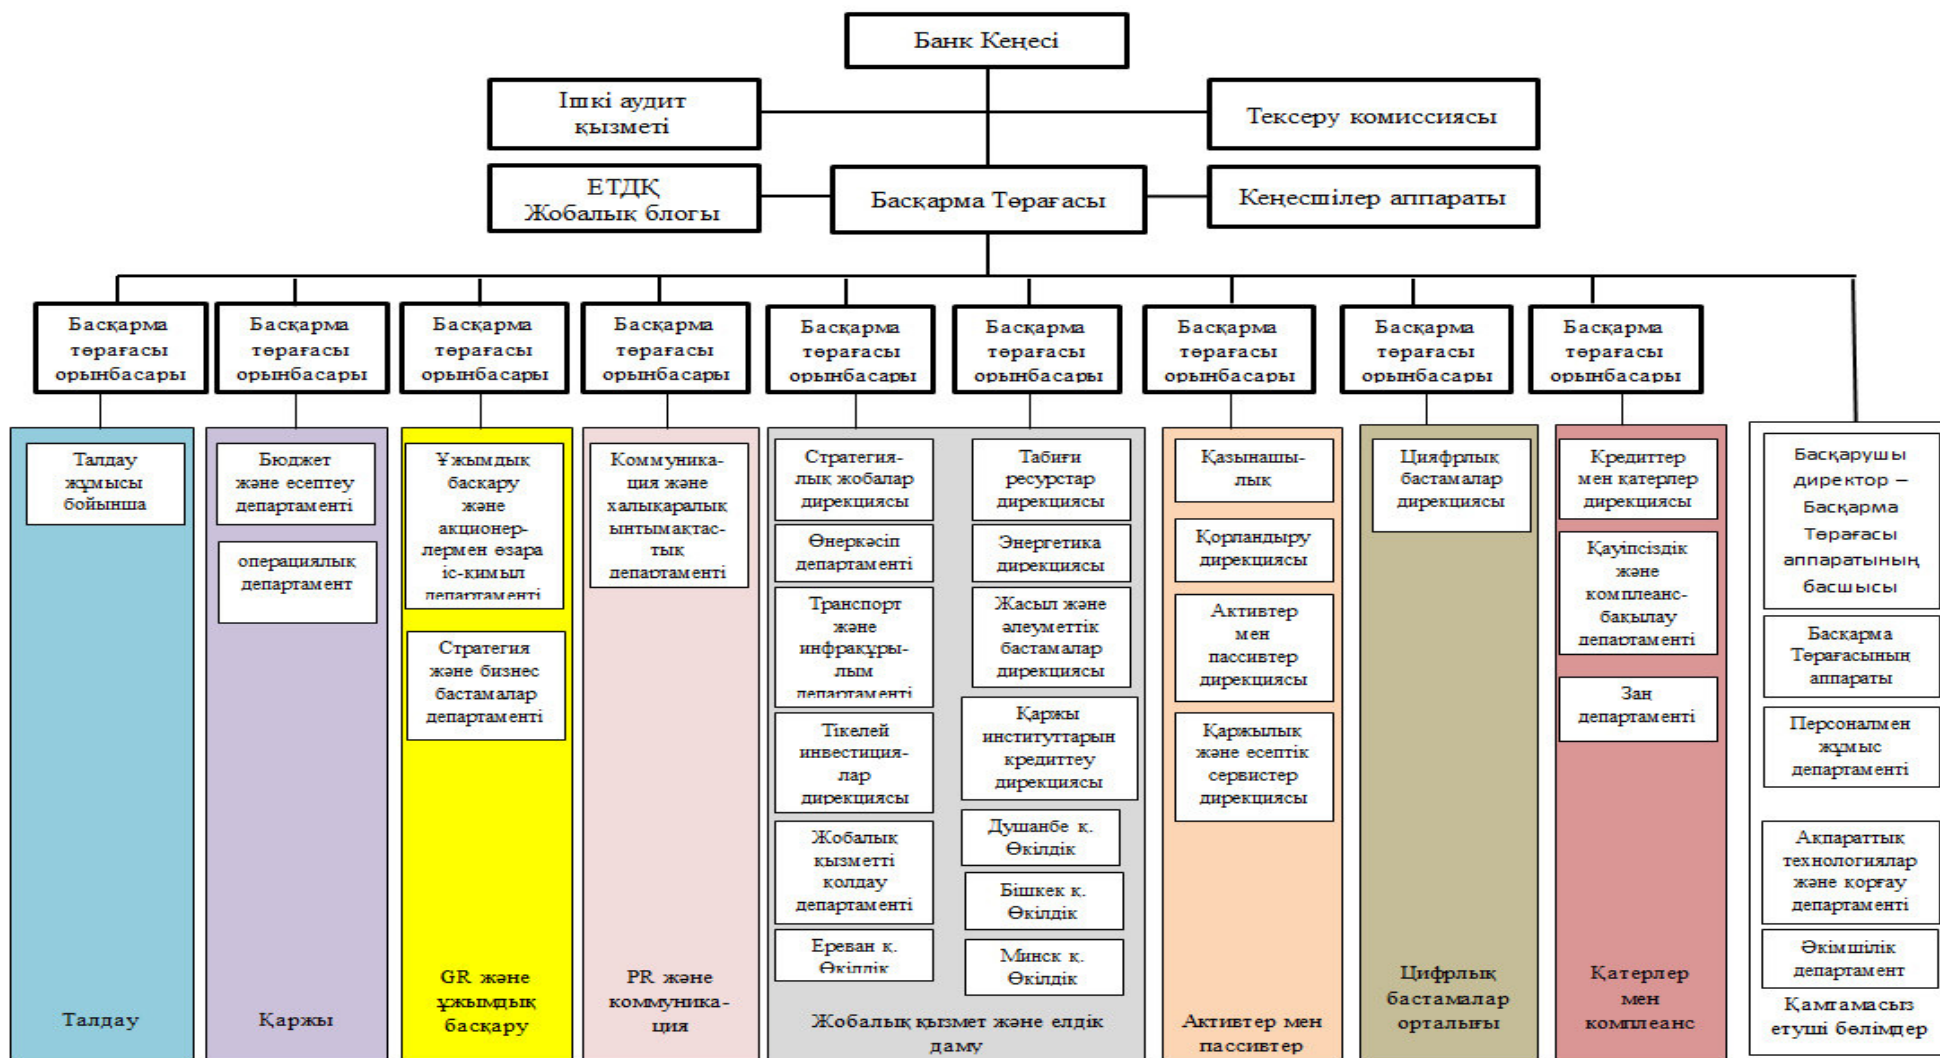 Банк Кеңесі
Ішкі аудит
қызметі
Тексеру комиссиясы
ЕТДҚ
Жобалық блогы
Басқарма Төрағасы
Кеңесшілер аппараты
Басқарма
төрағасы
орынбасары
Басқарма
төрағасы
орынбасары
Басқарма
төрағасы
орынбасары
Басқарма
төрағасы
орынбасары
Басқарма
төрағасы
орынбасары
Басқарма
төрағасы
орынбасары
Басқарма
төрағасы
орынбасары
Басқарма
төрағасы
орынбасары
Басқарма
төрағасы
орынбасары
Талдау
жұмысы
бойынша
Талдау
Бюджет
және есептеу
департаменті
операциялық
департамент
Қаржы
Ұжымдық
басқару
және
акционер-
лермен өзара
іс-қимыл
департаменті
Стратегия
және бизнес
бастамалар
департаменті
GR және
ұжымдық
басқару
Коммуника-
ция және
халықаралық
ынтымақтас-
тық
департаменті
PR және
коммуника-
ция
Стратегия-
лық жобалар
дирекциясы
Өнеркәсіп
департаменті
Транспорт
және
инфрақұры-
лым
департаменті
Тікелей
инвестиция-
лар
дирекциясы
Жобалық
қызметті
қолдау
департаменті
Ереван қ.
Өкілдік
Табиғи
ресурстар
дирекциясы
Энергетика
дирекциясы
Жасыл және
әлеуметтік
бастамалар
дирекциясы
Қаржы
институттарын
кредиттеу
дирекциясы
Душанбе қ.
Өкілдік
Бішкек қ.
Өкілдік
Минск қ.
Өкілдік
Жобалық қызмет және елдік
даму
Қазынашы-
лық
Қорландыру
дирекциясы
Активтер
мен
пассивтер
дирекциясы
Қаржылық
және есептік
сервистер
дирекциясы
Активтер мен
пассивтер
Цияфрлық
бастамалар
дирекциясы
Цифрлық
бастамалар
орталығы
Кредиттер
мен қатерлер
дирекциясы
Қауіпсіздік
және
комплеанс-
бақылау
департаменті
Заң
департаменті
Қатерлер
мен
комплеанс
Басқарушы
директор –
Басқарма
Төрағасы
аппаратының
басшысы
Басқарма
Төрағасының
аппараты
Персоналмен
жұмыс
департаменті
Ақпараттық
технологиялар
және қорғау
департаменті
Әкімшілік
департамент
Қамтамасыз
етуші бөлімдер